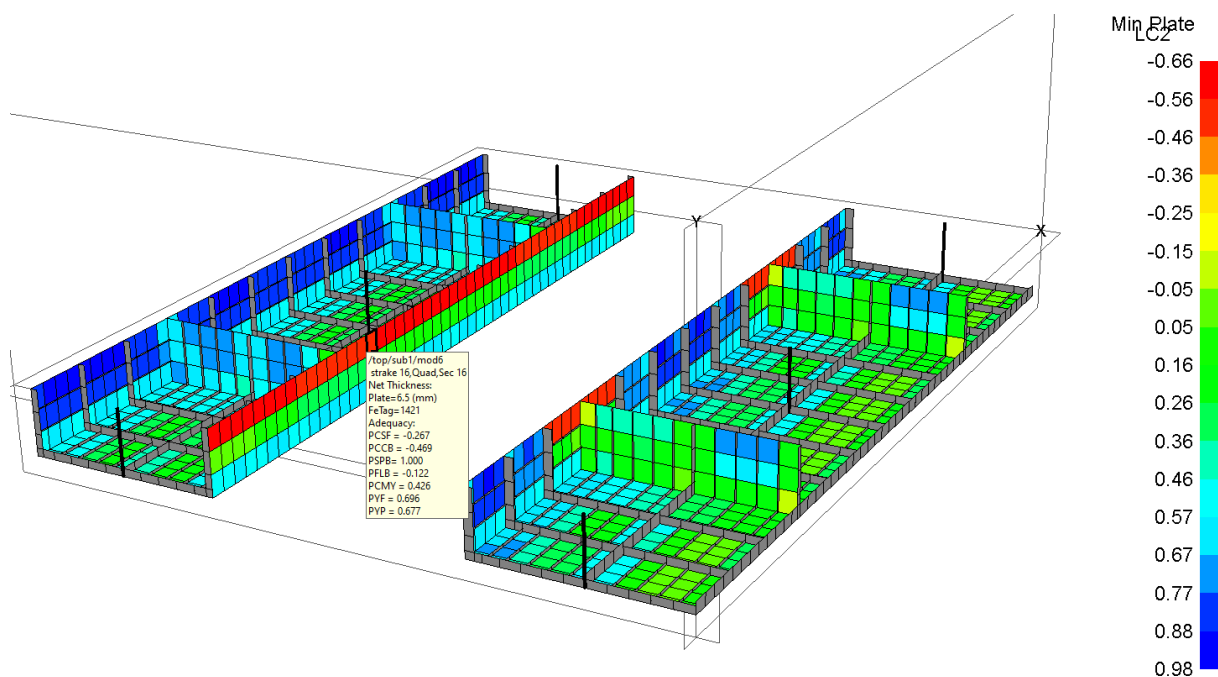 Min Plate
LC2
-0.66
-0.56
-0.46
-0.36
-0.25
-0.15
-0.05
0.05
0.16
0.26
0.36
0.46
0.57
0.67
0.77
0.88
0.98
Y
X
/top/sub1/mod6
strake 16,Quad,Sec 16
Net Thickness:
Plate=6.5 (mm)
FeTag=1421
Adequacy:
PCSF = -0.267
PCCB = -0.469
PSPB= 1.000
PFLB = -0.122
PCMY = 0.426
PYF = 0.696
PYP = 0.677